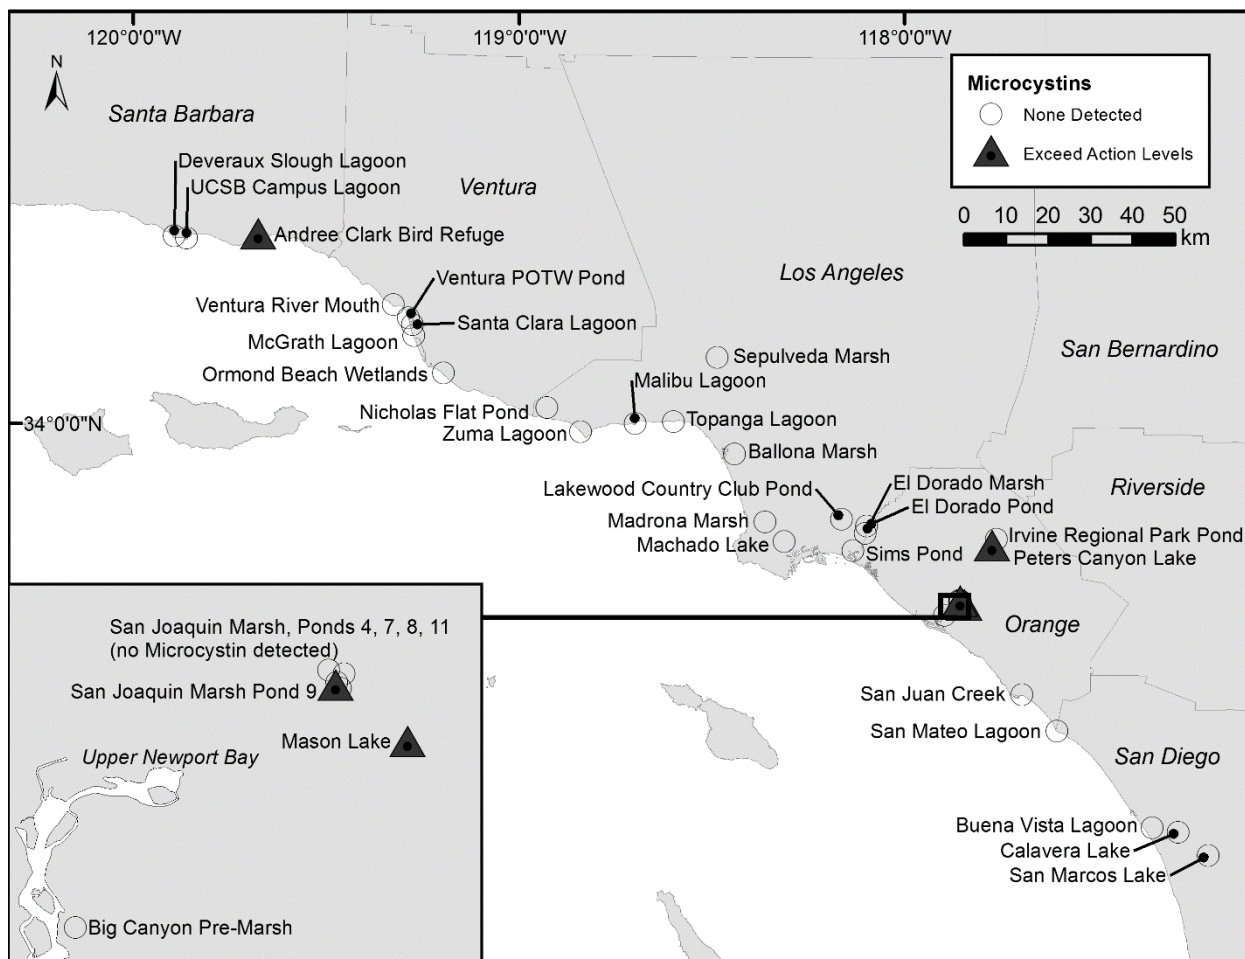 120°0'0"W
119°0'0"W
118°0'0"W
N
Microcystins
None Detected
Exceed Action Levels
0 10 20 30 40 50
km
Santa Barbara
Deveraux Slough Lagoon
UCSB Campus Lagoon
Ventura
Andree Clark Bird Refuge
Los Angeles
Ventura POTW Pond
Ventura River Mouth
Santa Clara Lagoon
McGrath Lagoon
San Bernardino
Sepulveda Marsh
Ormond Beach Wetlands
Malibu Lagoon
Nicholas Flat Pond
34°0'0"N
Topanga Lagoon
Zuma Lagoon
Ballona Marsh
El Dorado Marsh
Riverside
Lakewood Country Club Pond
El Dorado Pond
Madrona Marsh
Irvine Regional Park Pond
Machado Lake
Sims Pond
Peters Canyon Lake
Orange
San Joaquin Marsh, Ponds 4, 7, 8, 11
(no Microcystin detected)
San Joaquin Marsh Pond 9
San Juan Creek
San Mateo Lagoon
Mason Lake
Upper Newport Bay
San Diego
Buena Vista Lagoon
Calavera Lake
San Marcos Lake
Big Canyon Pre-Marsh